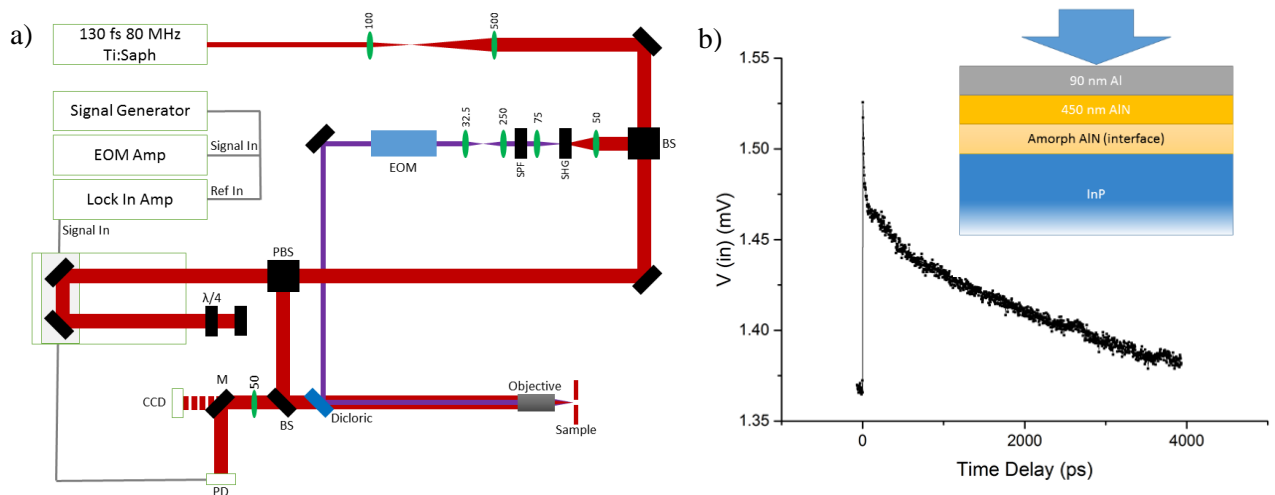 a)
130 fs 80 MHz
Ti:Saph
100
500
Signal Generator
EOM Amp
Signal In
Lock In Amp
Ref In
Signal In
EOM
32.5
250
SPF
75
SHG
50
BS
PBS
λ/4
M
50
CCD
BS
Dicloric
Objective
Sample
PD
b)
1.55
1.50
1.45
1.40
1.35
V (in) (mV)
0
2000
4000
Time Delay (ps)
90 nm Al
450 nm AlN
Amorph AlN (interface)
InP